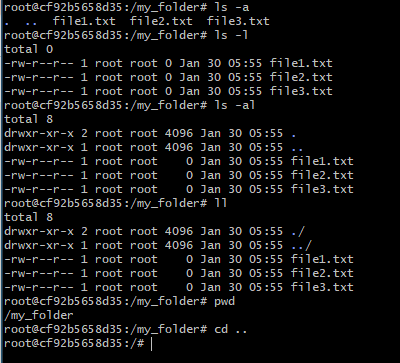 root@cf92b5658d35:/my_folder# ls -a
.  ..  file1.txt  file2.txt  file3.txt
root@cf92b5658d35:/my_folder# ls -l
total 0
-rw-r--r-- 1 root root 0 Jan 30 05:55 file1.txt
-rw-r--r-- 1 root root 0 Jan 30 05:55 file2.txt
-rw-r--r-- 1 root root 0 Jan 30 05:55 file3.txt
root@cf92b5658d35:/my_folder# ls -al
total 8
drwxr-xr-x 2 root root 4096 Jan 30 05:55 .
drwxr-xr-x 1 root root 4096 Jan 30 05:55 ..
-rw-r--r-- 1 root root    0 Jan 30 05:55 file1.txt
-rw-r--r-- 1 root root    0 Jan 30 05:55 file2.txt
-rw-r--r-- 1 root root    0 Jan 30 05:55 file3.txt
root@cf92b5658d35:/my_folder# ll
total 8
drwxr-xr-x 2 root root 4096 Jan 30 05:55 ./
drwxr-xr-x 1 root root 4096 Jan 30 05:55 ../
-rw-r--r-- 1 root root    0 Jan 30 05:55 file1.txt
-rw-r--r-- 1 root root    0 Jan 30 05:55 file2.txt
-rw-r--r-- 1 root root    0 Jan 30 05:55 file3.txt
root@cf92b5658d35:/my_folder# pwd
/my_folder
root@cf92b5658d35:/my_folder# cd ..
root@cf92b5658d35:/#